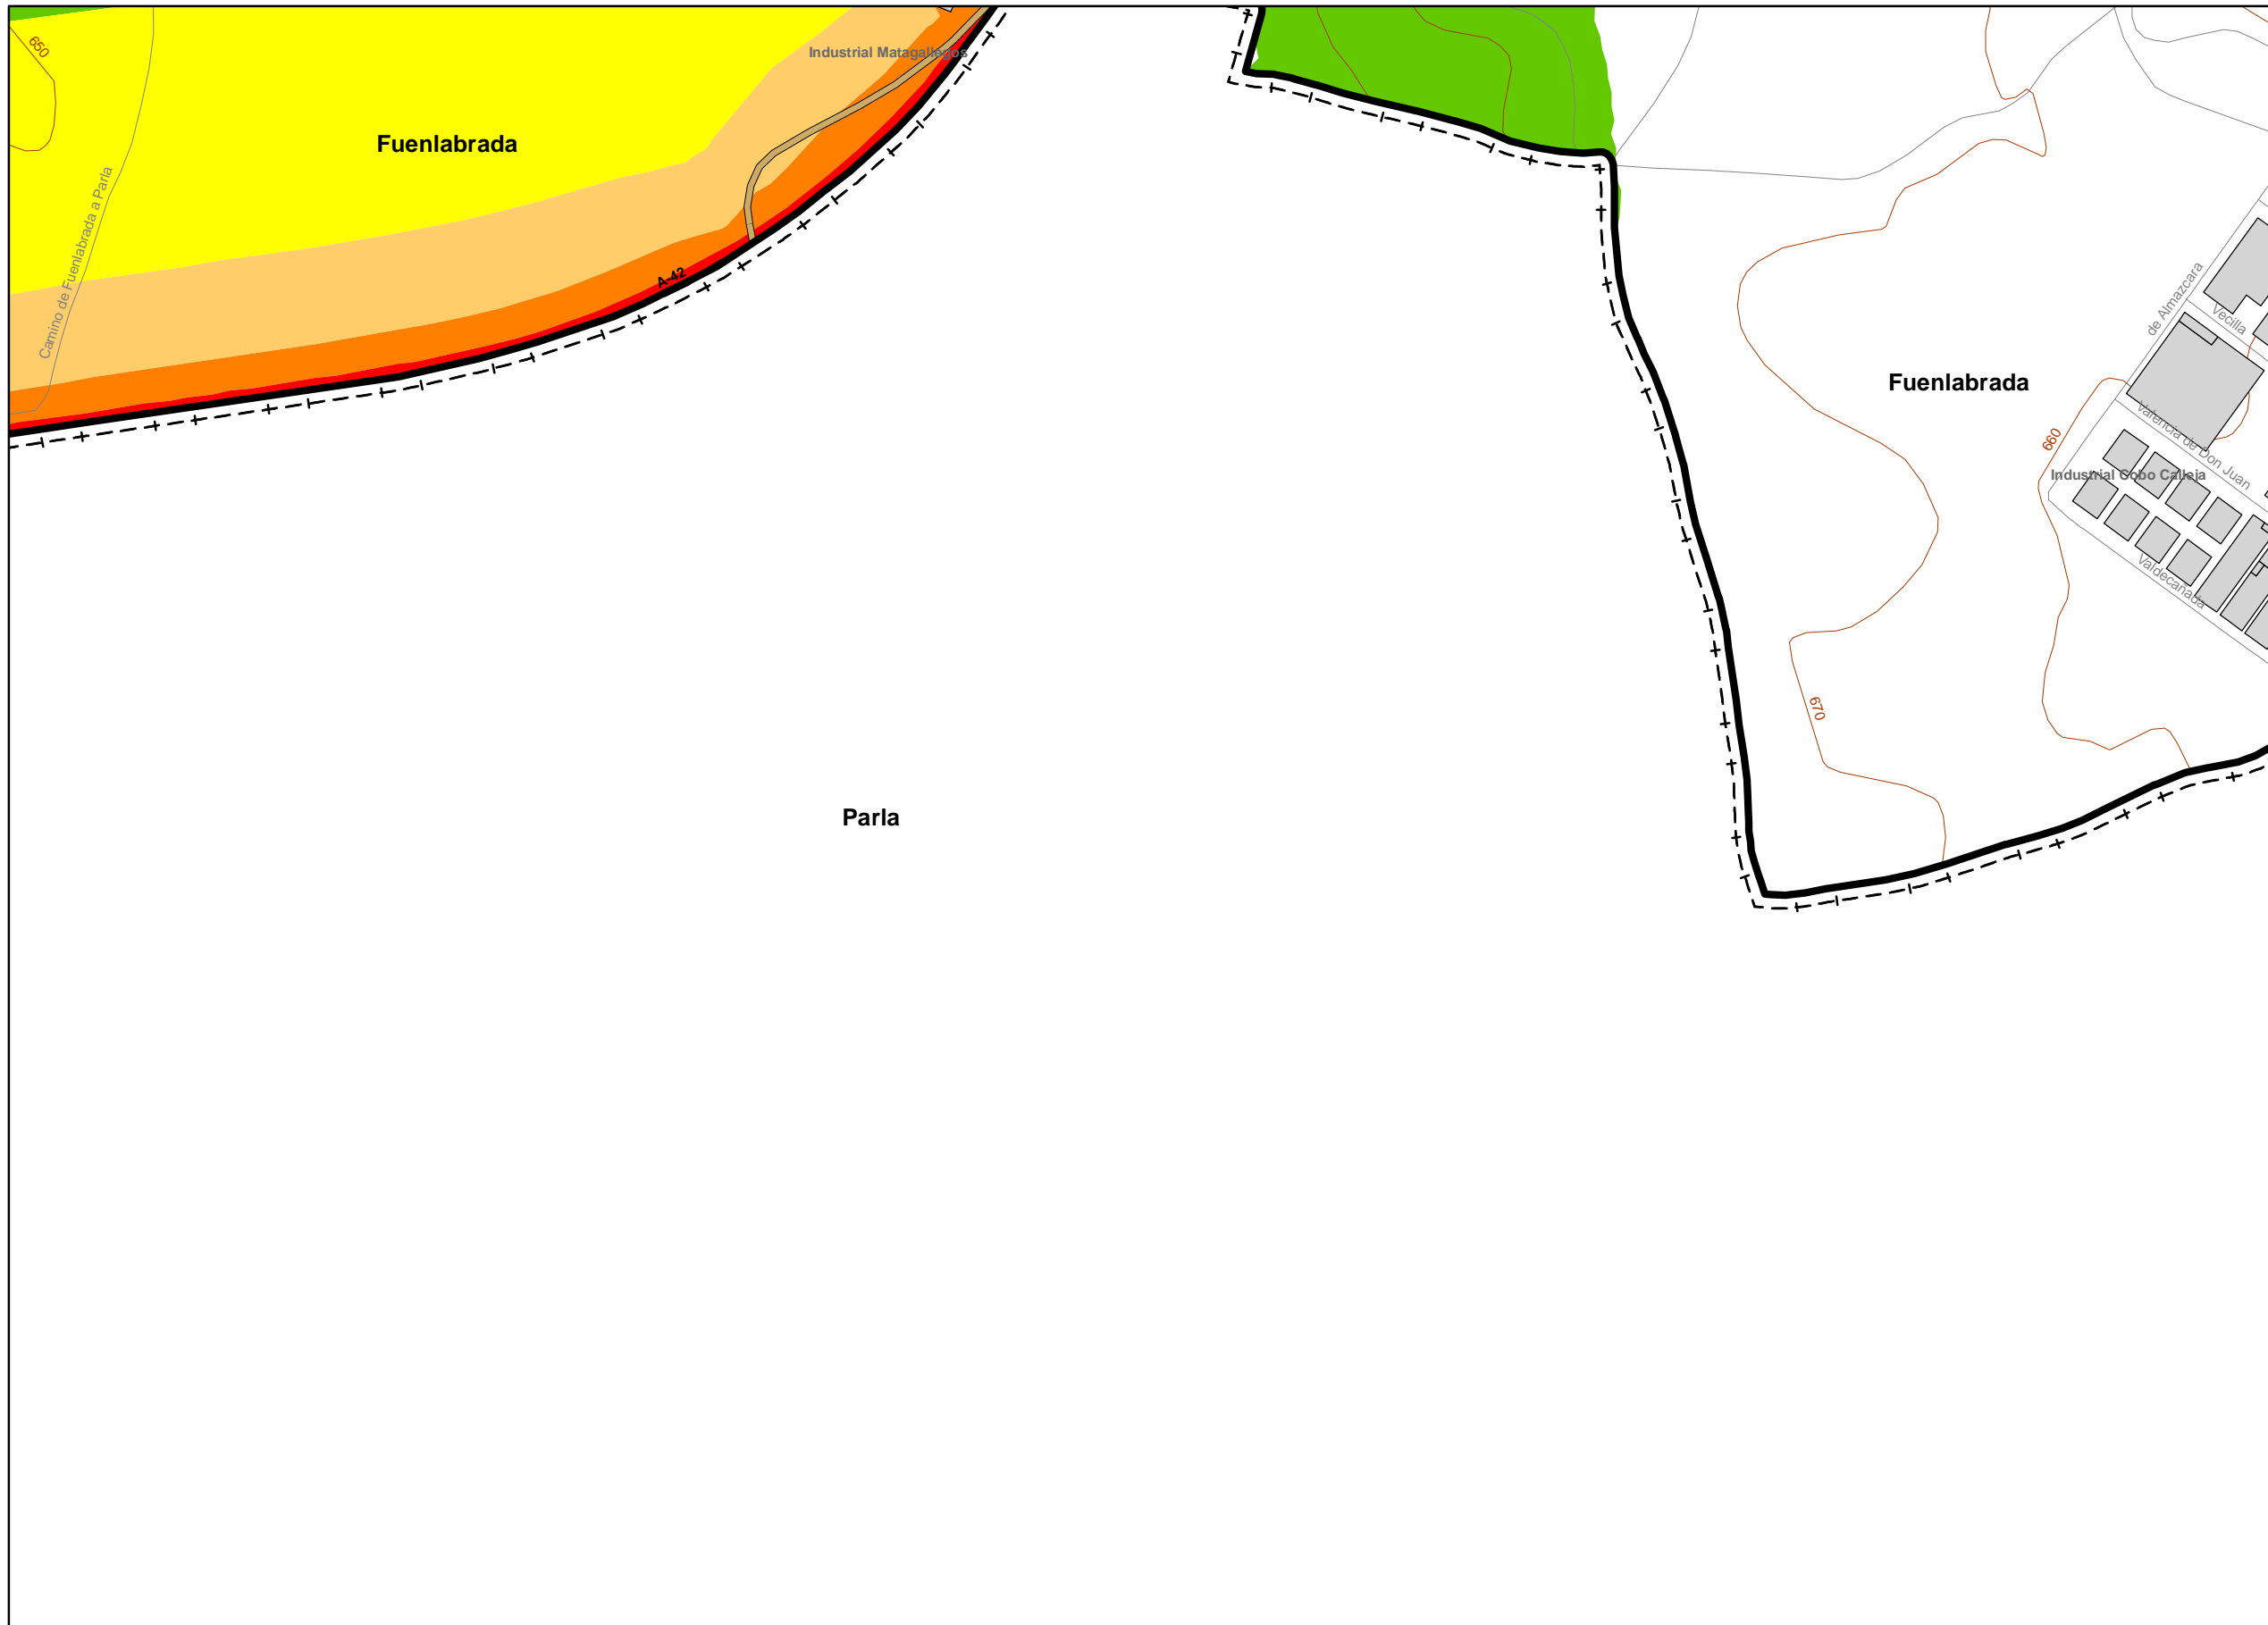 650
Industrial Matagallegos
Fuenlabrada
Camino de Fuenlabrada a Parla
A-42
de Almazcara
Vecilla
Fuenlabrada
Valencia de Don Juan
660
Industrial Cobo Calleja
Valdecañada
670
Parla